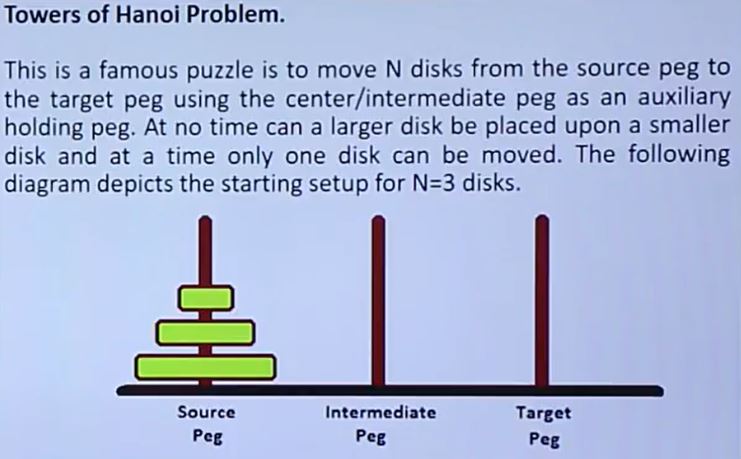 Towers of Hanoi Problem.
This is a famous puzzle is to move N disks from the source peg to
the target peg using the center/intermediate peg as an auxiliary
holding peg. At no time can a larger disk be placed upon a smaller
disk and at a time only one disk can be moved. The following
diagram depicts the starting setup for N=3 disks.
Source Intermediate Target
Peg Peg Peg